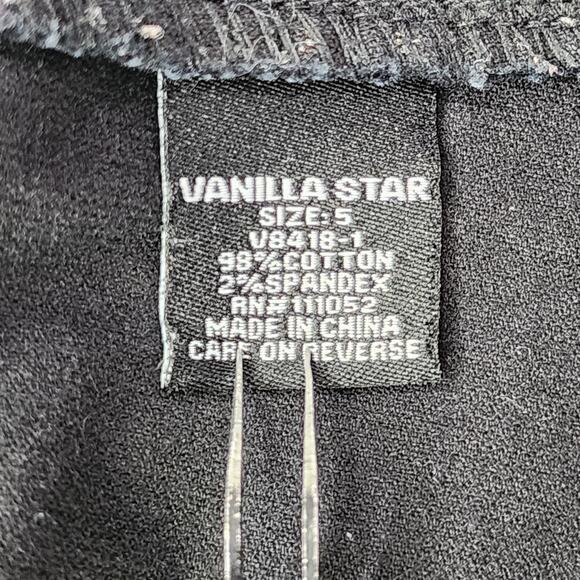 VANILLA STAR
SIZE: 5
V8418-1
98%COTTON
2%SPANDEX
RN#111052
MADE IN CHINA
CARE ON REVERSE